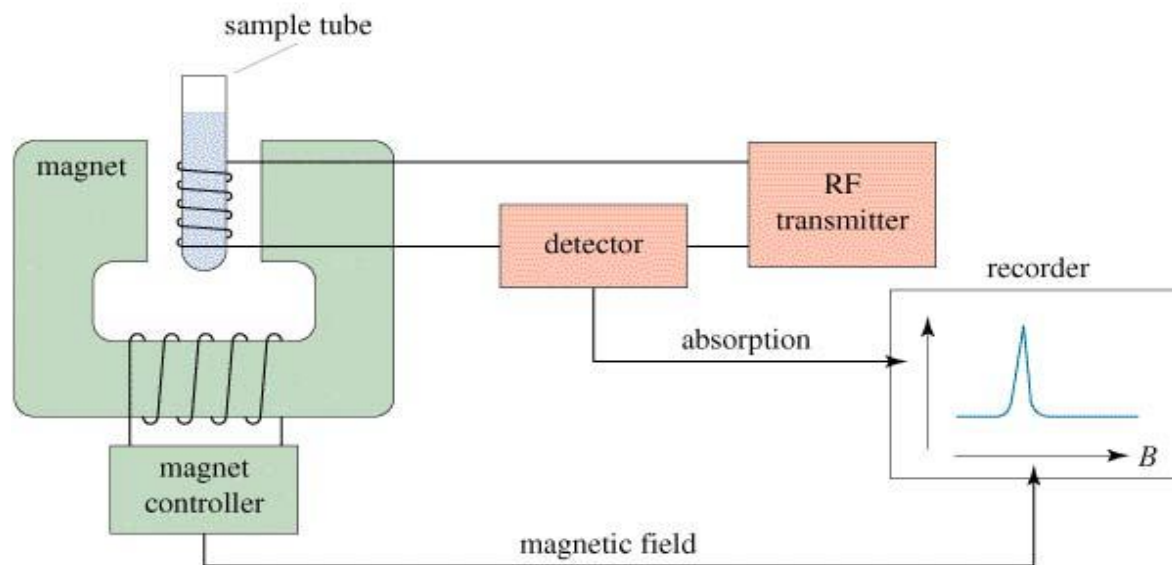 sample tube
magnet
RF
transmitter
detector
recorder
absorption
B
magnet
controller
magnetic field